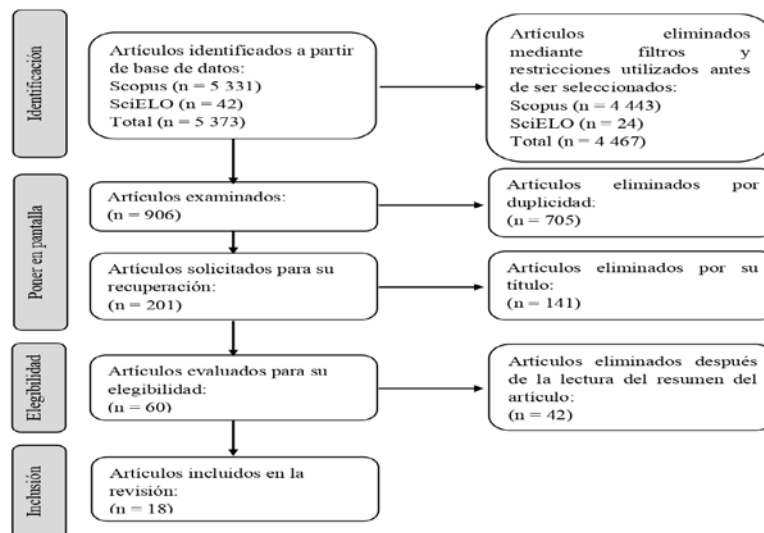 Identificación
Artículos identificados a partir
de base de datos:
Scopus (n = 5 331)
SciELO (n = 42)
Total (n = 5 373)
Artículos eliminados
mediante filtros y
restricciones utilizados antes
de ser seleccionados:
Scopus (n = 4 443)
SciELO (n = 24)
Total (n = 4 467)
Poner en pantalla
Artículos examinados:
(n = 906)
Artículos eliminados por
duplicidad:
(n = 705)
Artículos solicitados para su
recuperación:
(n = 201)
Artículos eliminados por su
título:
(n = 141)
Elegibilidad
Artículos evaluados para su
elegibilidad:
(n = 60)
Artículos eliminados después
de la lectura del resumen del
artículo:
(n = 42)
Inclusión
Artículos incluidos en la
revisión:
(n = 18)